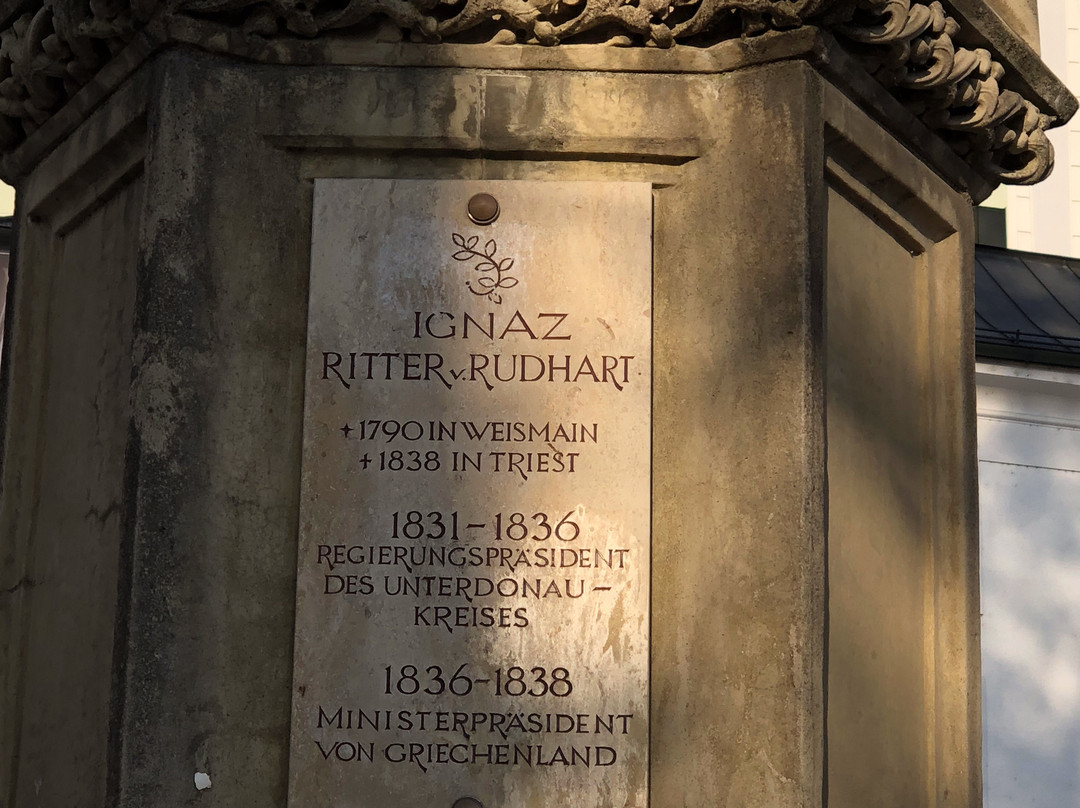 IGNAZ
RITTER v. RUDHART
+1790 IN WEISMAIN
+1838 IN TRIEST
1831-1836
REGIERUNGSPRÄSIDENT
DES UNTERDONAU-
KREISES
1836-1838
MINISTERPRÄSIDENT
VON GRIECHENLAND